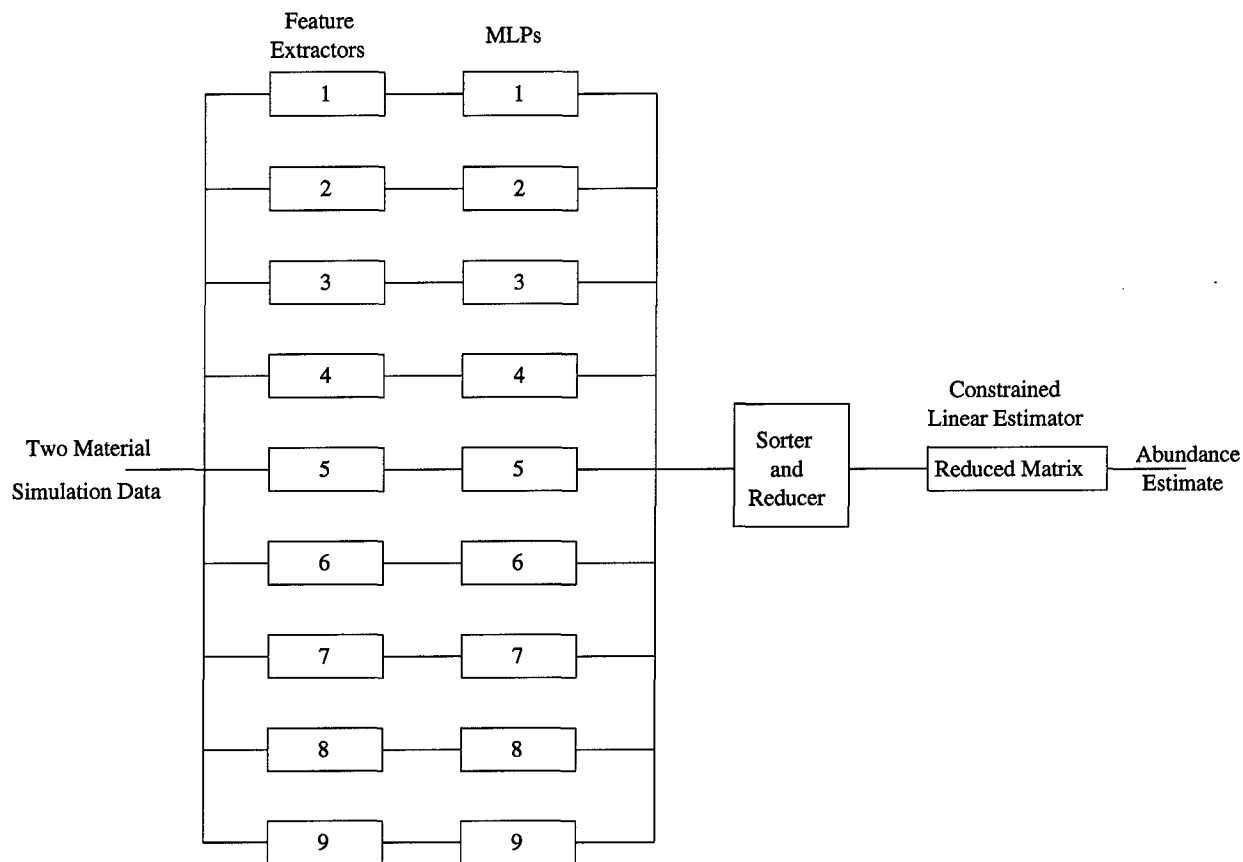 Feature
Extractors
MLPs
1 1
2 2
3 3
4 4
5 5
6 6
7 7
8 8
9 9
Two Material
Simulation Data
Sorter
and
Reducer
Constrained
Linear Estimator
Reduced Matrix
Abundance
Estimate